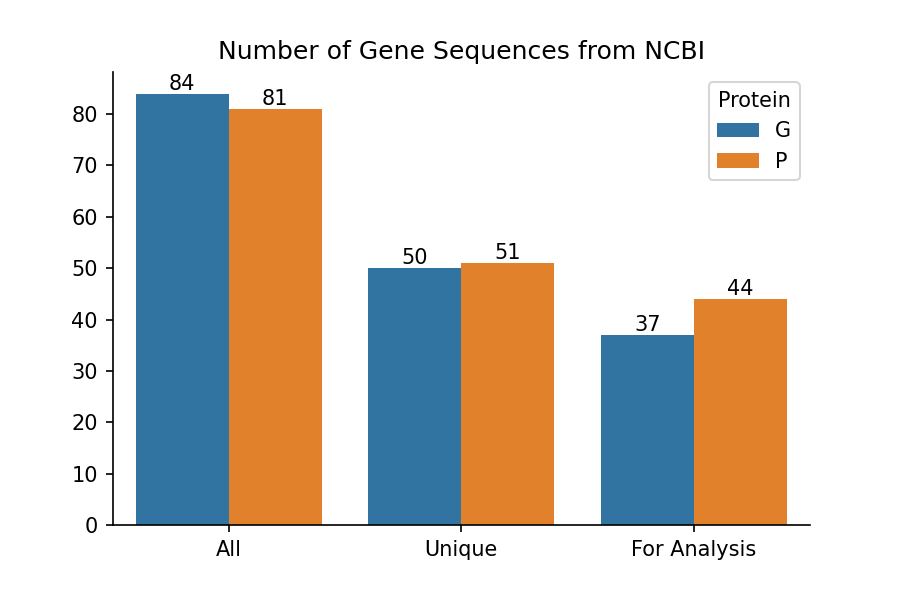 Number of Gene Sequences from NCBI
84
81
Protein
G
P
80
70
60
50
40
30
20
10
0
50
51
37
44
All
Unique
For Analysis